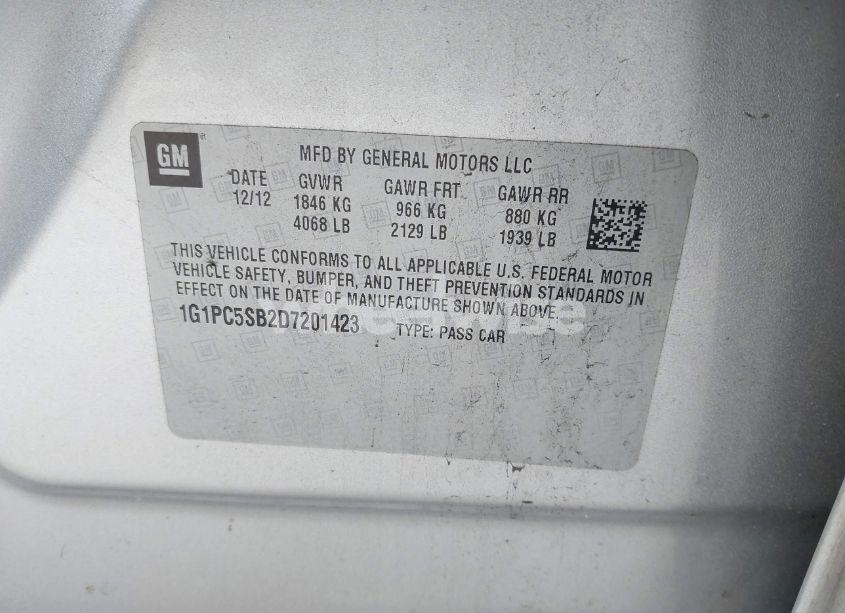 GM
MFD BY GENERAL MOTORS LLC
DATE GVWR GAWR FRT GAWR RR
12/12 1846 KG 966 KG 880 KG
4068 LB 2129 LB 1939 LB
THIS VEHICLE CONFORMS TO ALL APPLICABLE U.S. FEDERAL MOTOR
VEHICLE SAFETY, BUMPER, AND THEFT PREVENTION STANDARDS IN
EFFECT ON THE DATE OF MANUFACTURE SHOWN ABOVE.
1G1PC5SB2D7201423 TYPE: PASS CAR